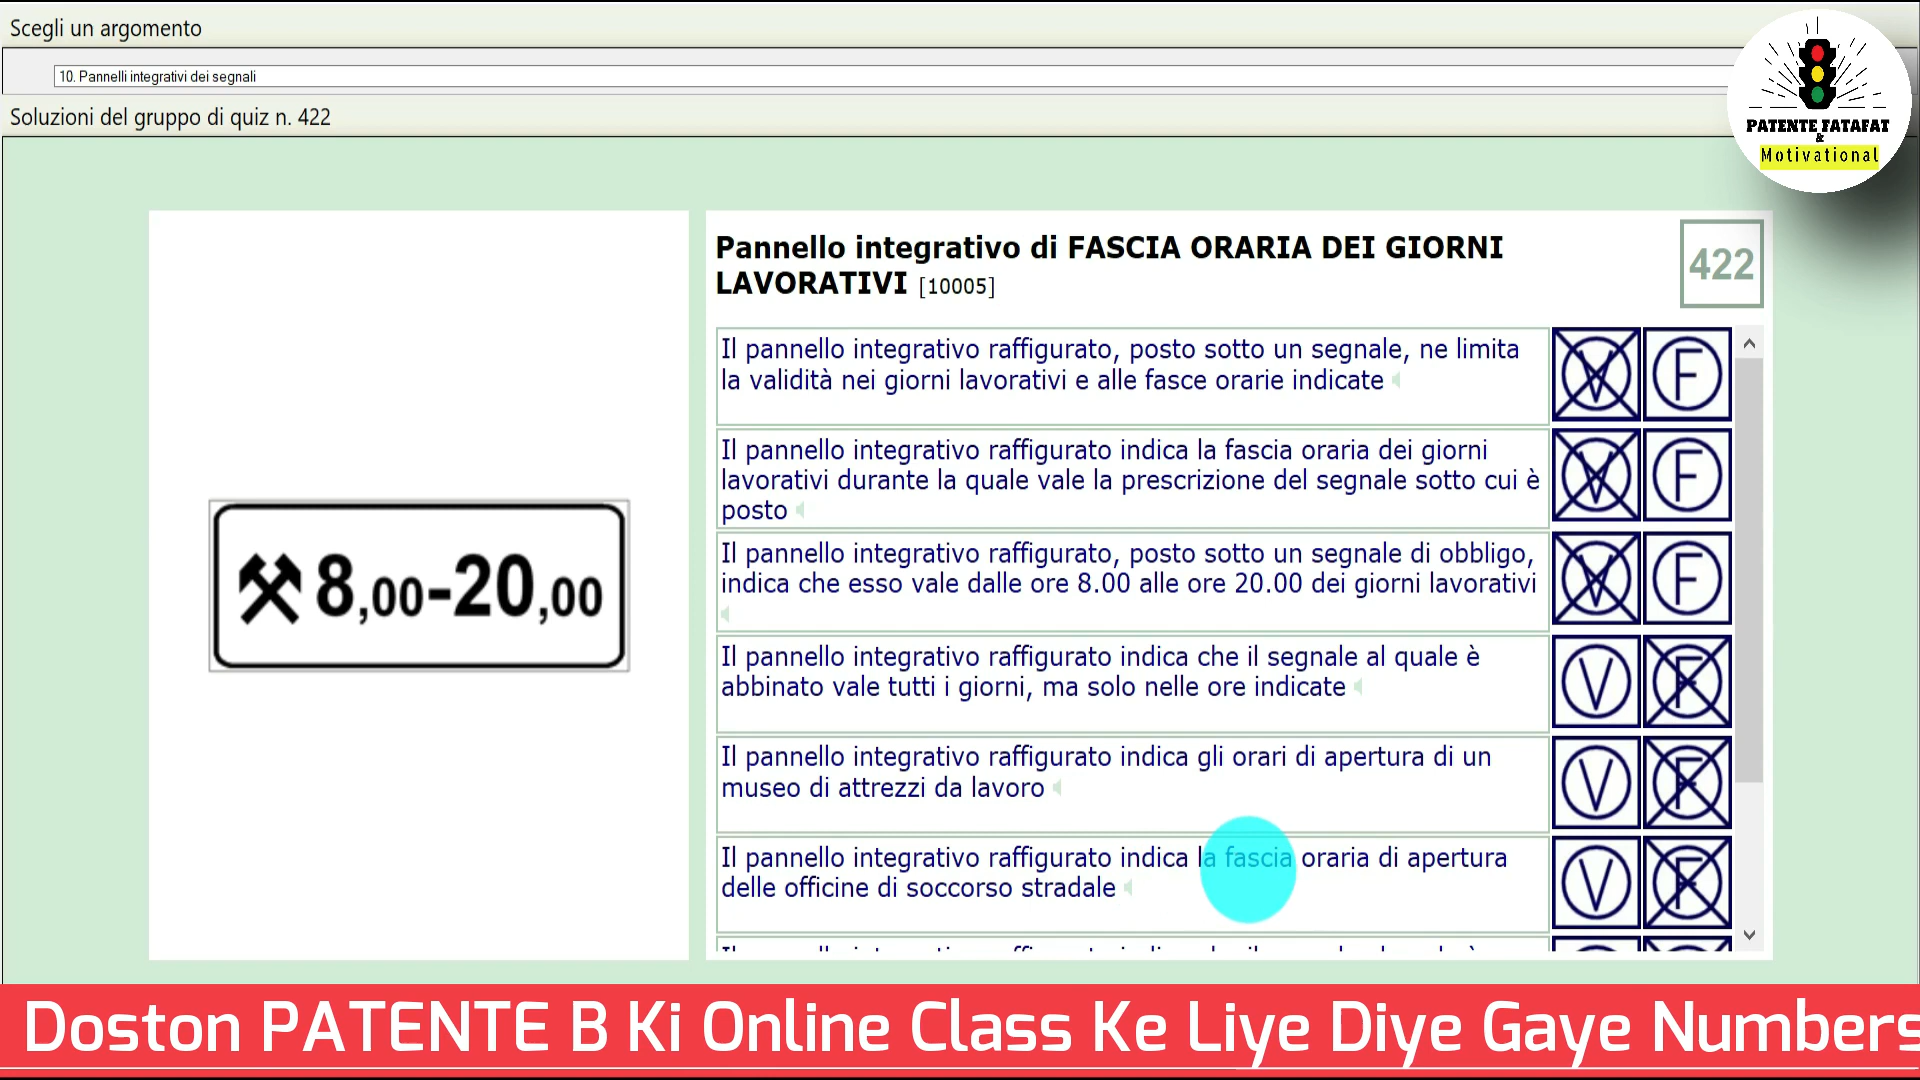 Scegli un argomento
10. Pannelli integrativi dei segnali
Soluzioni del gruppo di quiz n. 422
PATENTE FATAFAT
&
Motivational
Pannello integrativo di FASCIA ORARIA DEI GIORNI
LAVORATIVI [10005]
422
Il pannello integrativo raffigurato, posto sotto un segnale, ne limita
la validità nei giorni lavorativi e alle fasce orarie indicate
V F
Il pannello integrativo raffigurato indica la fascia oraria dei giorni
lavorativi durante la quale vale la prescrizione del segnale sotto cui è
posto
V F
Il pannello integrativo raffigurato, posto sotto un segnale di obbligo,
indica che esso vale dalle ore 8.00 alle ore 20.00 dei giorni lavorativi
V F
Il pannello integrativo raffigurato indica che il segnale al quale è
abbinato vale tutti i giorni, ma solo nelle ore indicate
V F
Il pannello integrativo raffigurato indica gli orari di apertura di un
museo di attrezzi da lavoro
V F
Il pannello integrativo raffigurato indica la fascia oraria di apertura
delle officine di soccorso stradale
V F
8,00-20,00
Doston PATENTE B Ki Online Class Ke Liye Diye Gaye Numbers